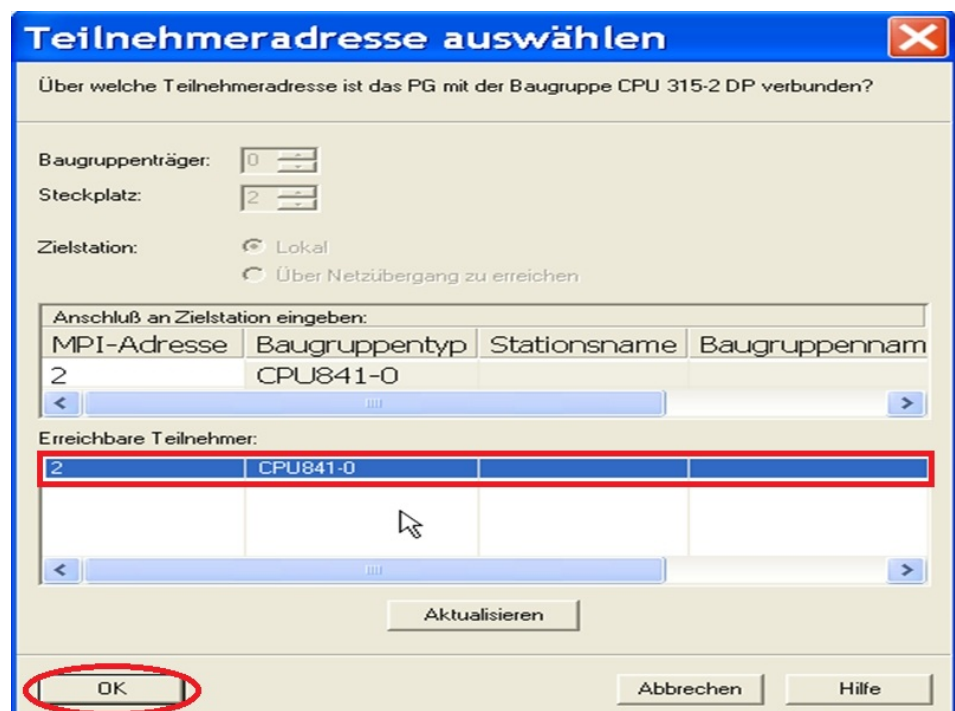 Teilnehmeradresse auswählen
Über welche Teilnehmeradresse ist das PG mit der Baugruppe CPU 315-2 DP verbunden?
Baugruppenträger: 0
Steckplatz: 2
Zielstation: Lokal
Über Netzübergang zu erreichen
Anschluß an Zielstation eingeben:
MPI-Adresse Baugruppentyp Stationsname Baugruppennam
2 CPU841-0
Erreichbare Teilnehmer:
2 CPU841-0
Aktualisieren
OK Abbrechen Hilfe